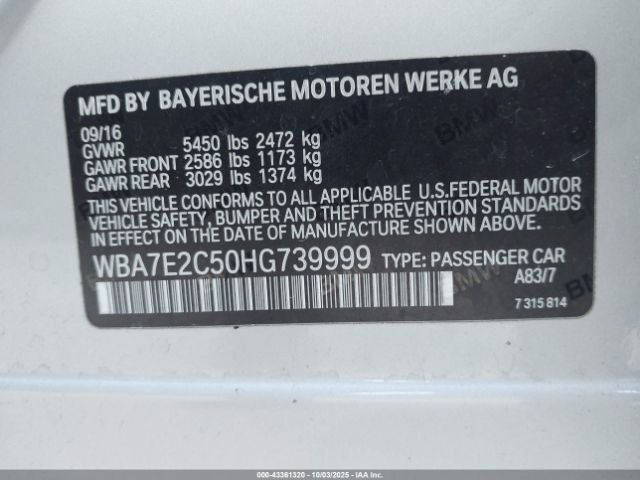 MFD BY BAYERISCHE MOTOREN WERKE AG
09/16
GVWR 5450 lbs 2472 kg
GAWR FRONT 2586 lbs 1173 kg
GAWR REAR 3029 lbs 1374 kg
THIS VEHICLE CONFORMS TO ALL APPLICABLE U.S.FEDERAL MOTOR
VEHICLE SAFETY, BUMPER AND THEFT PREVENTION STANDARDS
IN EFFECT ON THE DATE OF MANUFACTURE SHOWN ABOVE.
WBA7E2C50HG739999 TYPE: PASSENGER CAR
A83/7
7 315 814
000-43361320 - 10/03/2025 - IAA Inc. - Copart